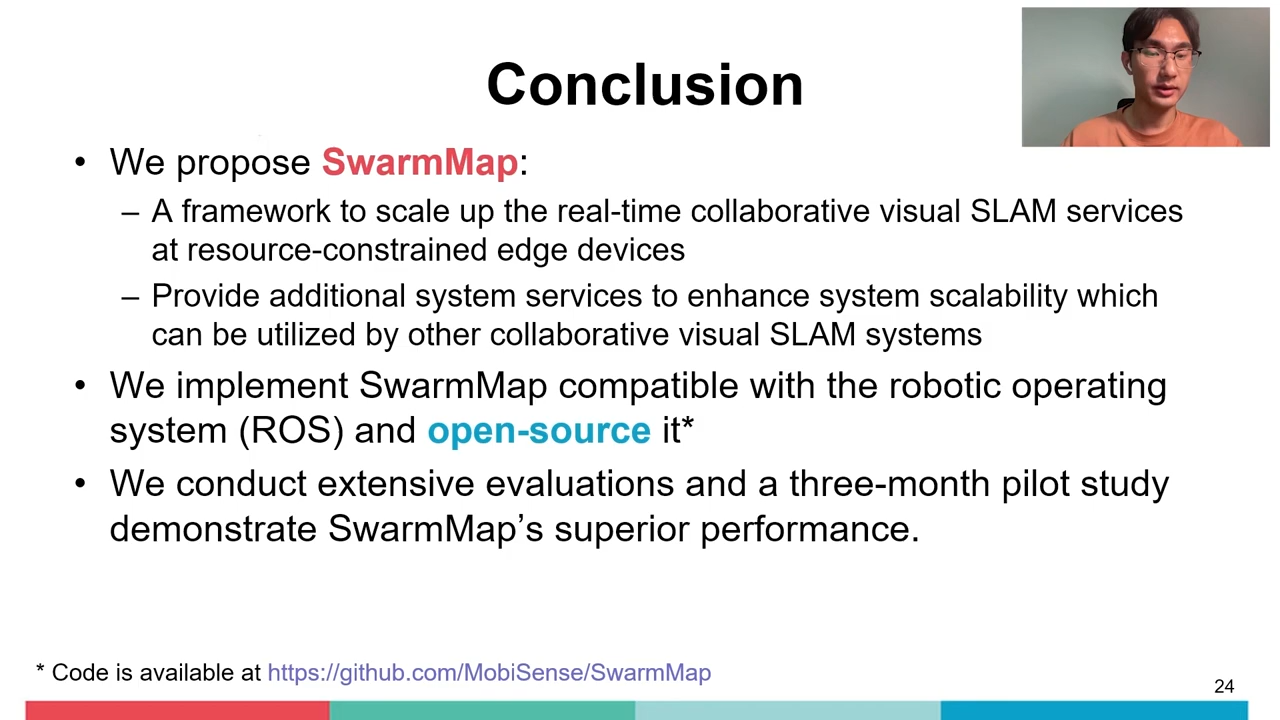 Conclusion
• We propose SwarmMap:
– A framework to scale up the real-time collaborative visual SLAM services
at resource-constrained edge devices
– Provide additional system services to enhance system scalability which
can be utilized by other collaborative visual SLAM systems
• We implement SwarmMap compatible with the robotic operating
system (ROS) and open-source it*
• We conduct extensive evaluations and a three-month pilot study
demonstrate SwarmMap’s superior performance.
* Code is available at https://github.com/MobiSense/SwarmMap
24